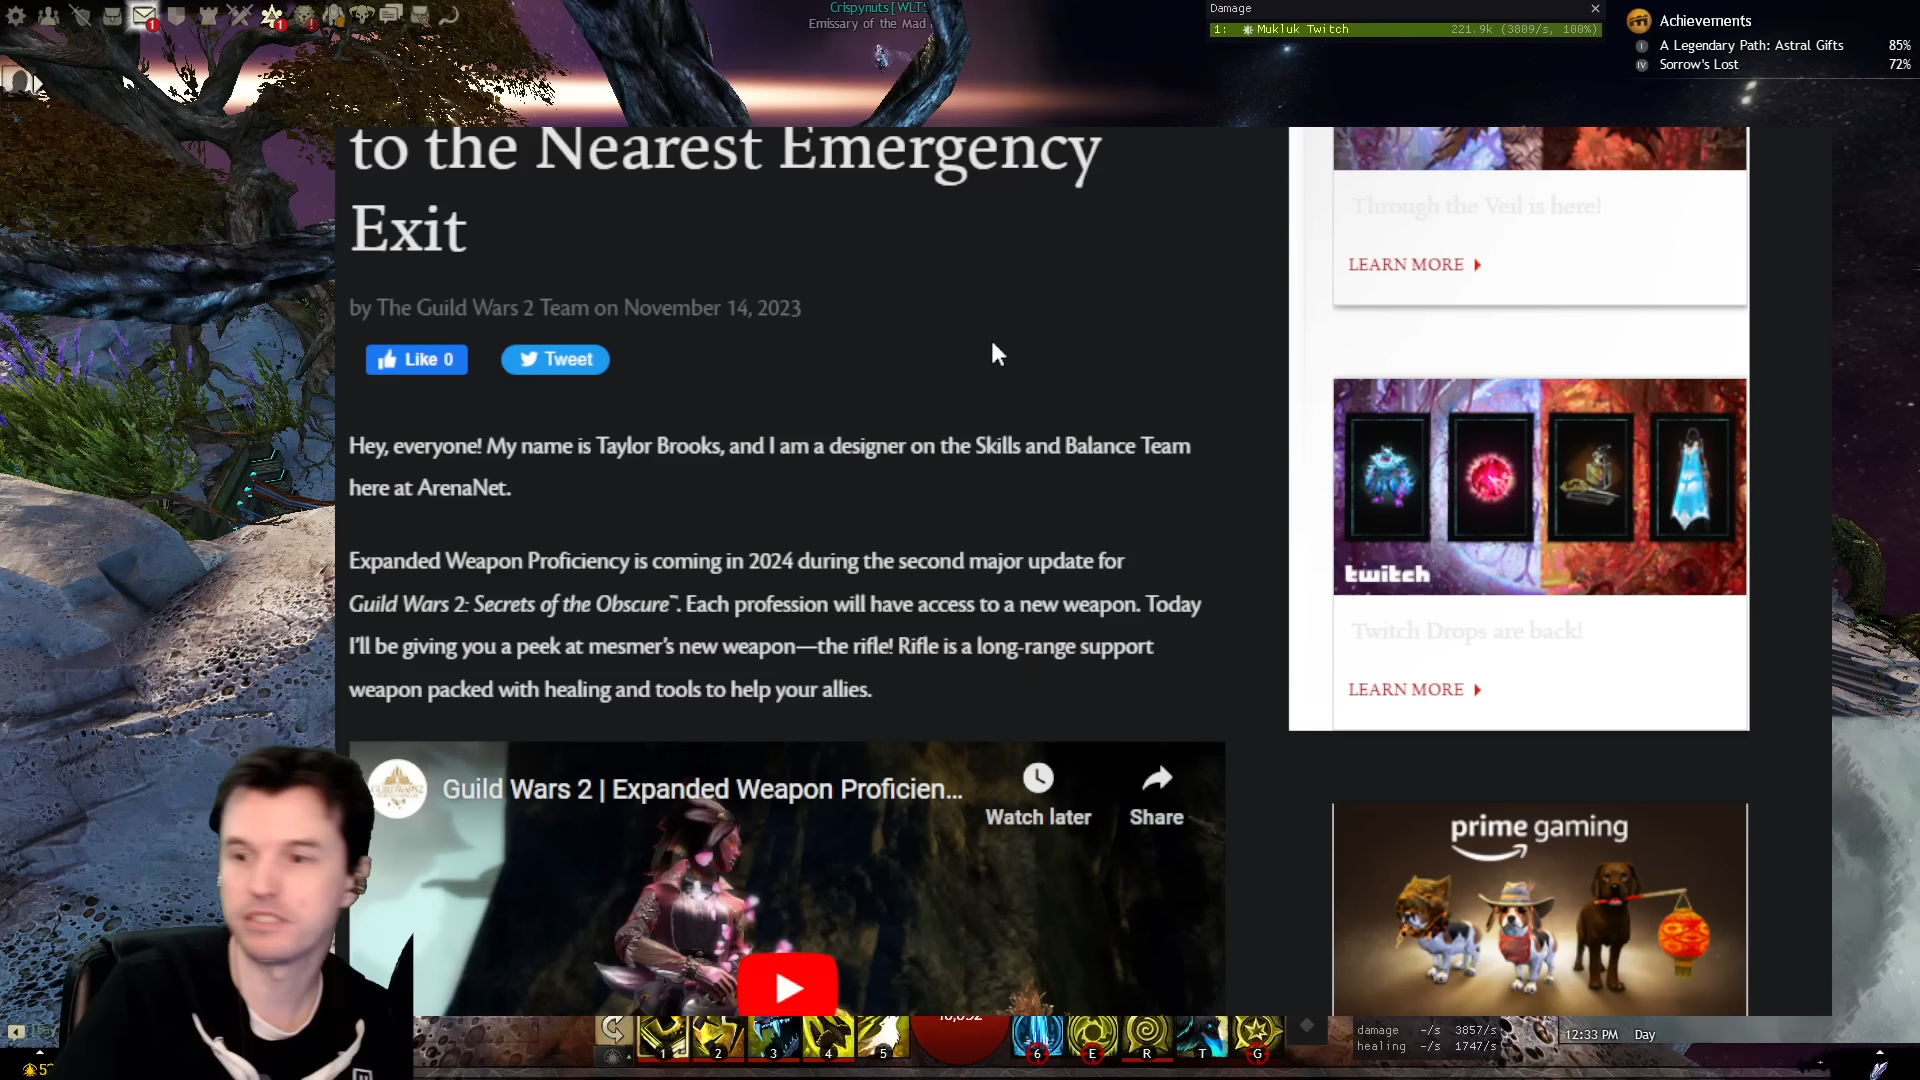 Crispynuts [WLT]
Emissary of the Mad
Damage
1: Mukluk Twitch 221.9k (3809/s, 100%)
Achievements
A Legendary Path: Astral Gifts 85%
Sorrow's Lost 72%
to the Nearest Emergency
Exit
by The Guild Wars 2 Team on November 14, 2023
Like 0
Tweet
Hey, everyone! My name is Taylor Brooks, and I am a designer on the Skills and Balance Team
here at ArenaNet.
Expanded Weapon Proficiency is coming in 2024 during the second major update for
Guild Wars 2: Secrets of the Obscure™. Each profession will have access to a new weapon. Today
I'll be giving you a peek at mesmer's new weapon—the rifle! Rifle is a long-range support
weapon packed with healing and tools to help your allies.
Guild Wars 2 | Expanded Weapon Proficien...
Watch later
Share
Through the Veil is here!
LEARN MORE
twitch
Twitch Drops are back!
LEARN MORE
prime gaming
1 2 3 4 5
6 E R T G
damage -/s 3857/s
healing -/s 1747/s
12:33 PM Day